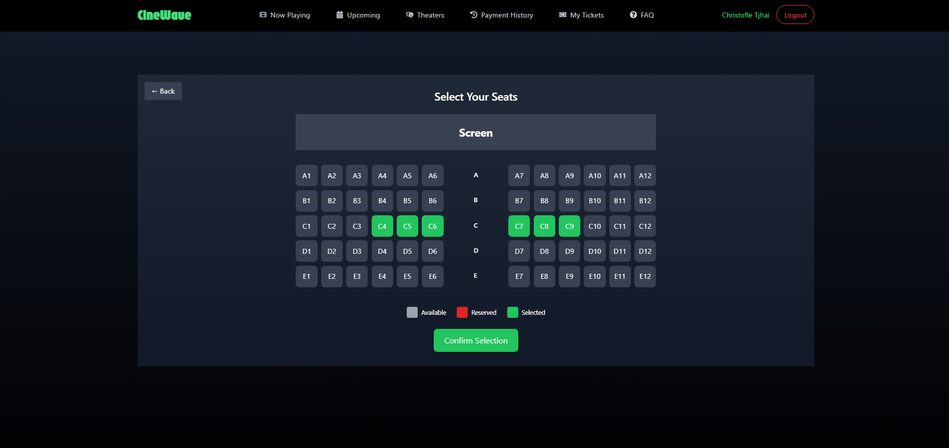 CineWave Now Playing Upcoming Theaters Payment History My Tickets FAQ Christofle Tjhai Logout
← Back
Select Your Seats
Screen
A1 A2 A3 A4 A5 A6 A A7 A8 A9 A10 A11 A12
B1 B2 B3 B4 B5 B6 B B7 B8 B9 B10 B11 B12
C1 C2 C3 C4 C5 C6 C C7 C8 C9 C10 C11 C12
D1 D2 D3 D4 D5 D6 D D7 D8 D9 D10 D11 D12
E1 E2 E3 E4 E5 E6 E E7 E8 E9 E10 E11 E12
Available Reserved Selected
Confirm Selection